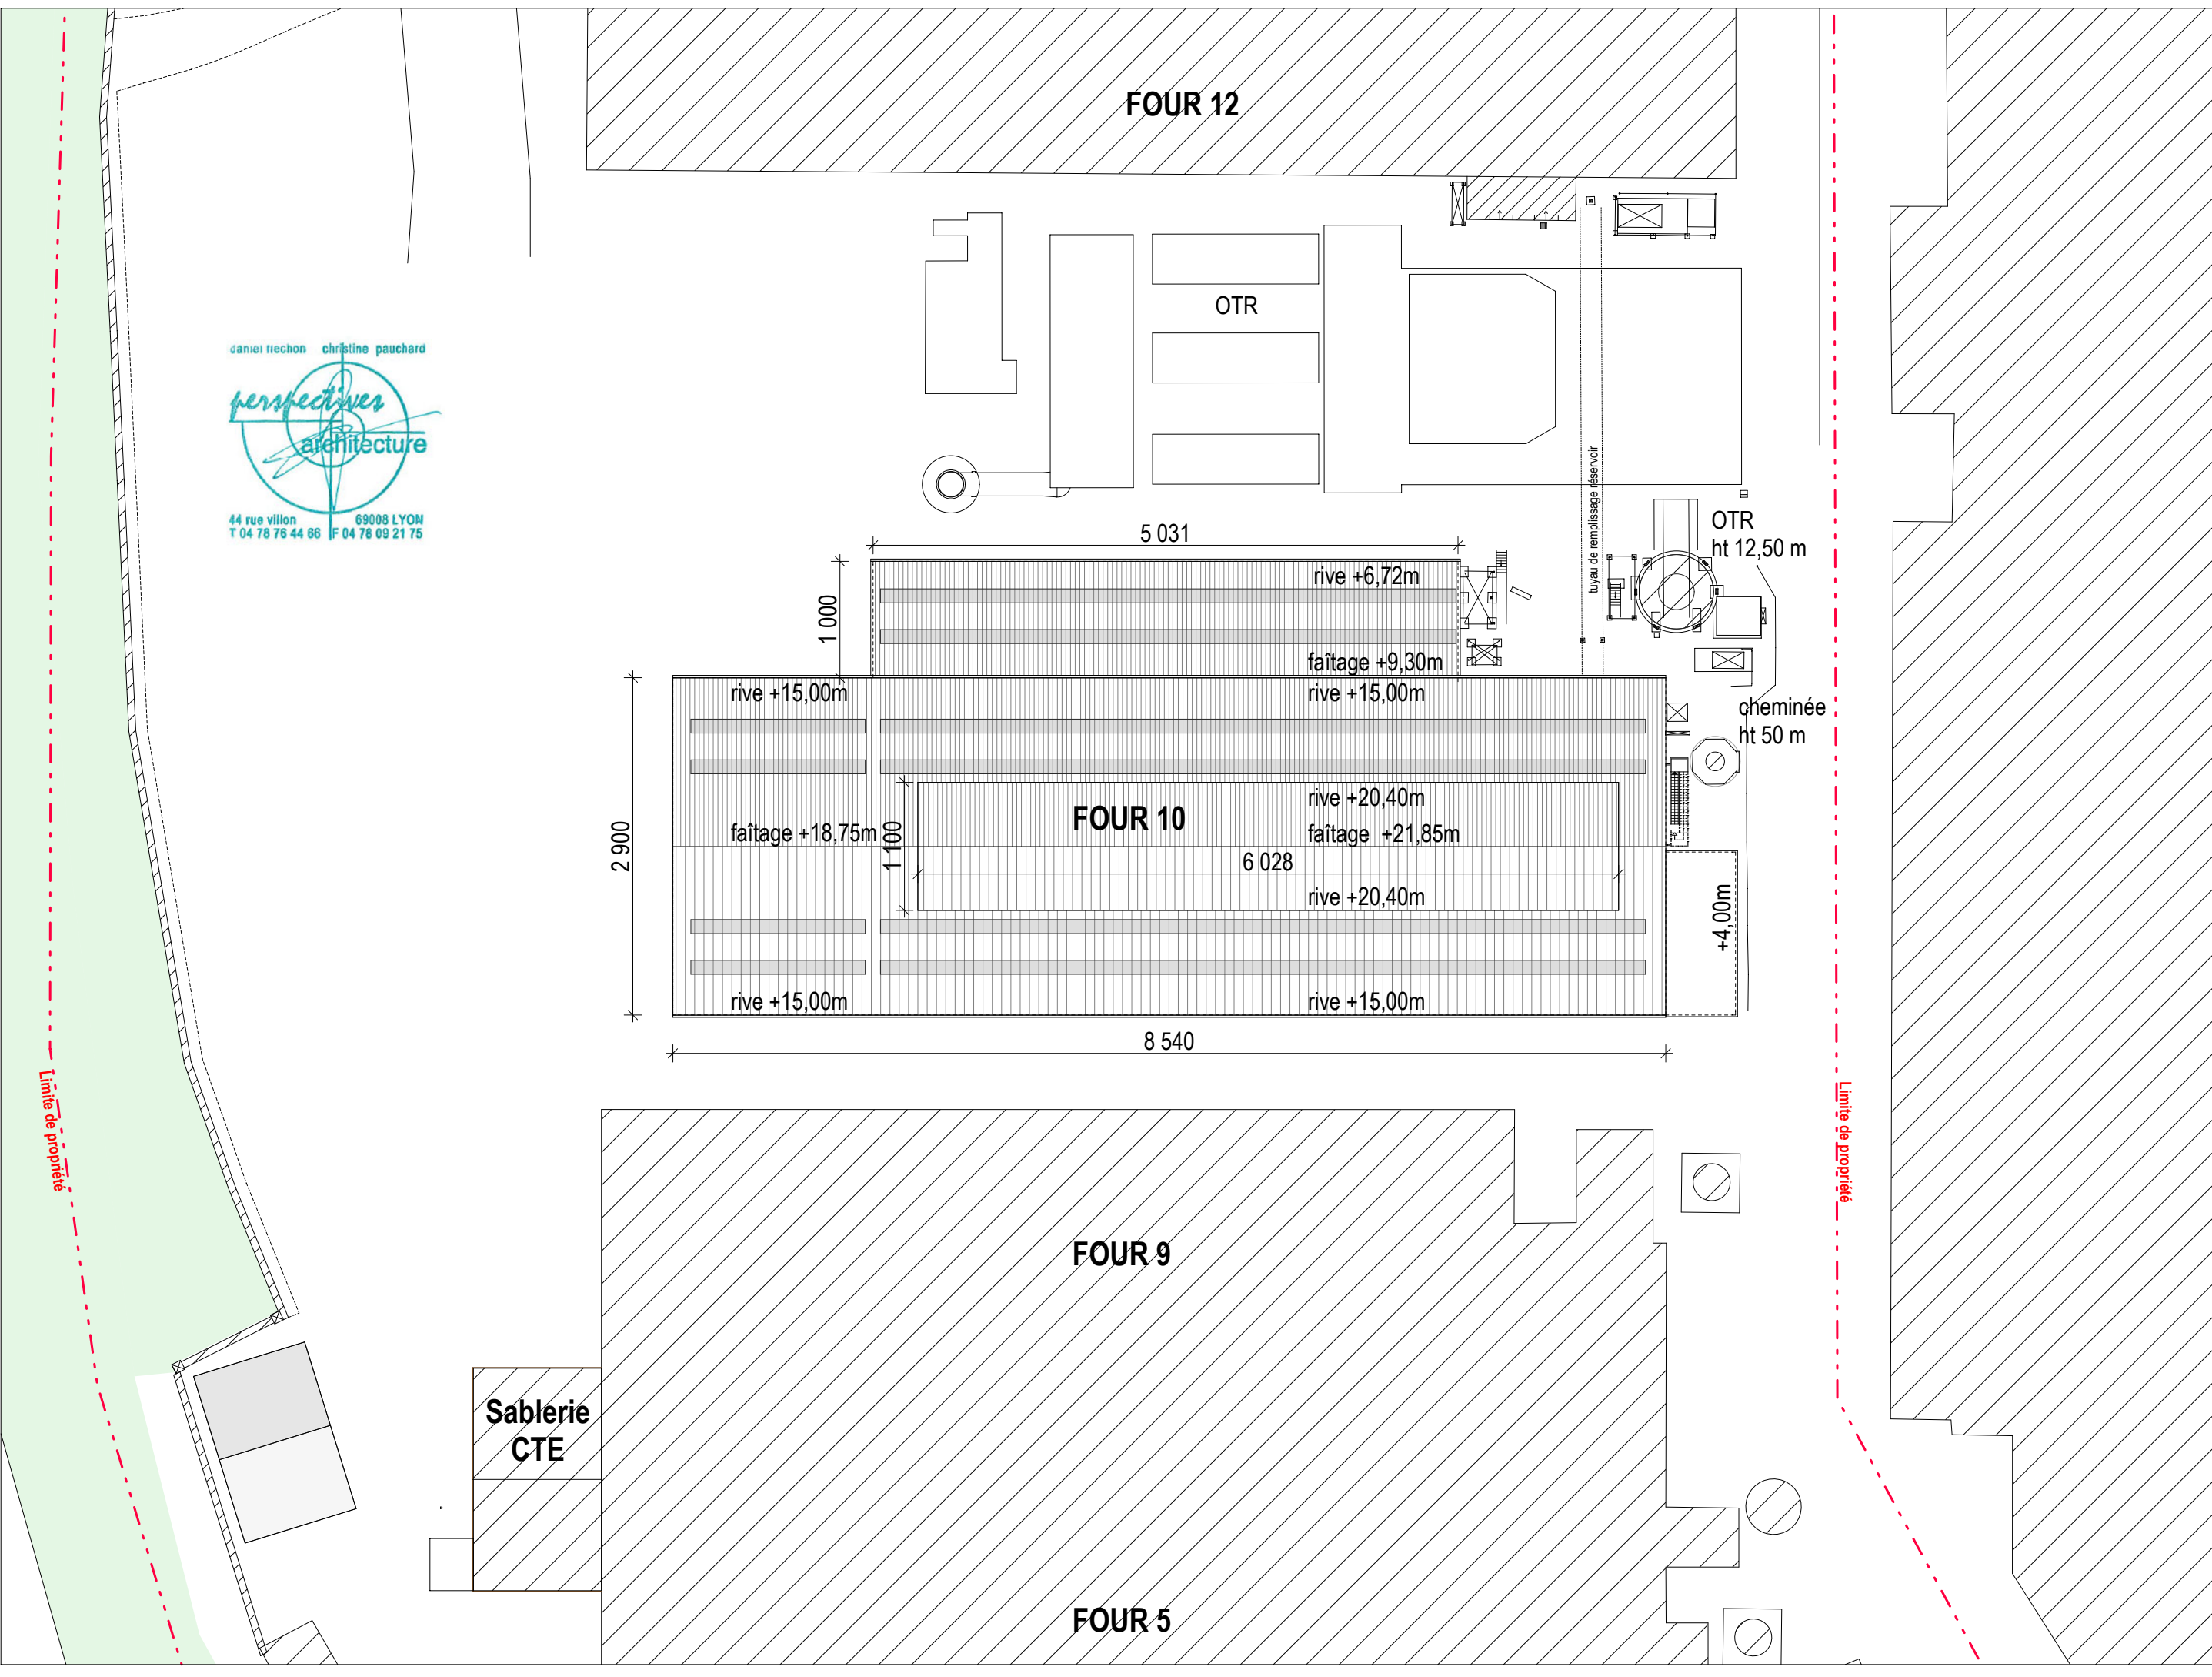 FOUR 12
OTR
daniel flechon christine pauchard
perspectives
architecture
44 rue villon 69008 LYON
T 04 78 76 44 66 F 04 78 09 21 75
tuyau de remplissage réservoir
OTR
ht 12,50 m
5 031
rive +6,72m
1 000
faîtage +9,30m
rive +15,00m
rive +15,00m
cheminée
ht 50 m
2 900
rive +20,40m
FOUR 10
faîtage +18,75m
1 100
faîtage +21,85m
6 028
rive +20,40m
+4,00m
rive +15,00m
rive +15,00m
8 540
Limite de propriété
Limite de propriété
FOUR 9
Sablerie
CTE
FOUR 5